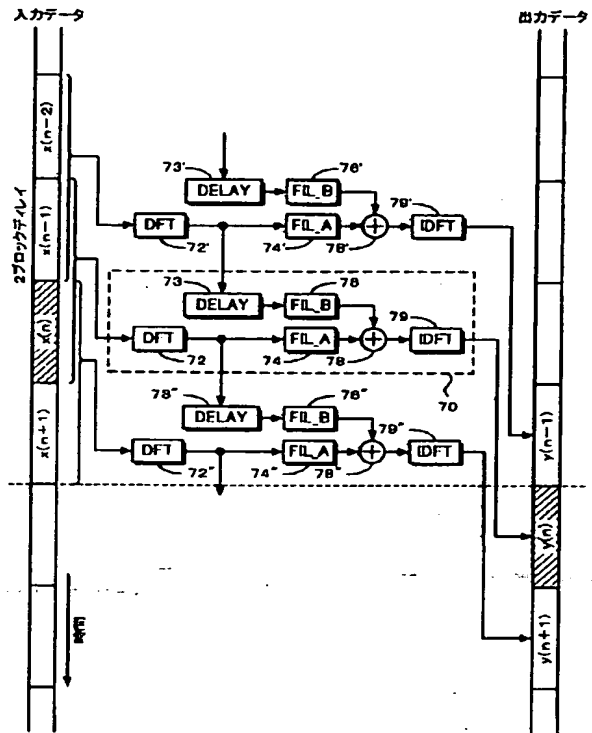 入力データ
出力データ
x(n−2)
73'
76'
DELAY
FIL_B
79'
2ブロックディレイ
x(n−1)
DFT
FIL_A
IDFT
72'
74'
78'
73
78
DELAY
FIL_B
79
x(n)
DFT
FIL_A
IDFT
72
74
78
70
78"
76"
DELAY
FIL_B
79"
x(n+1)
DFT
FIL_A
IDFT
72"
74"
78"
y(n−1)
y(n)
y(n+1)
時間